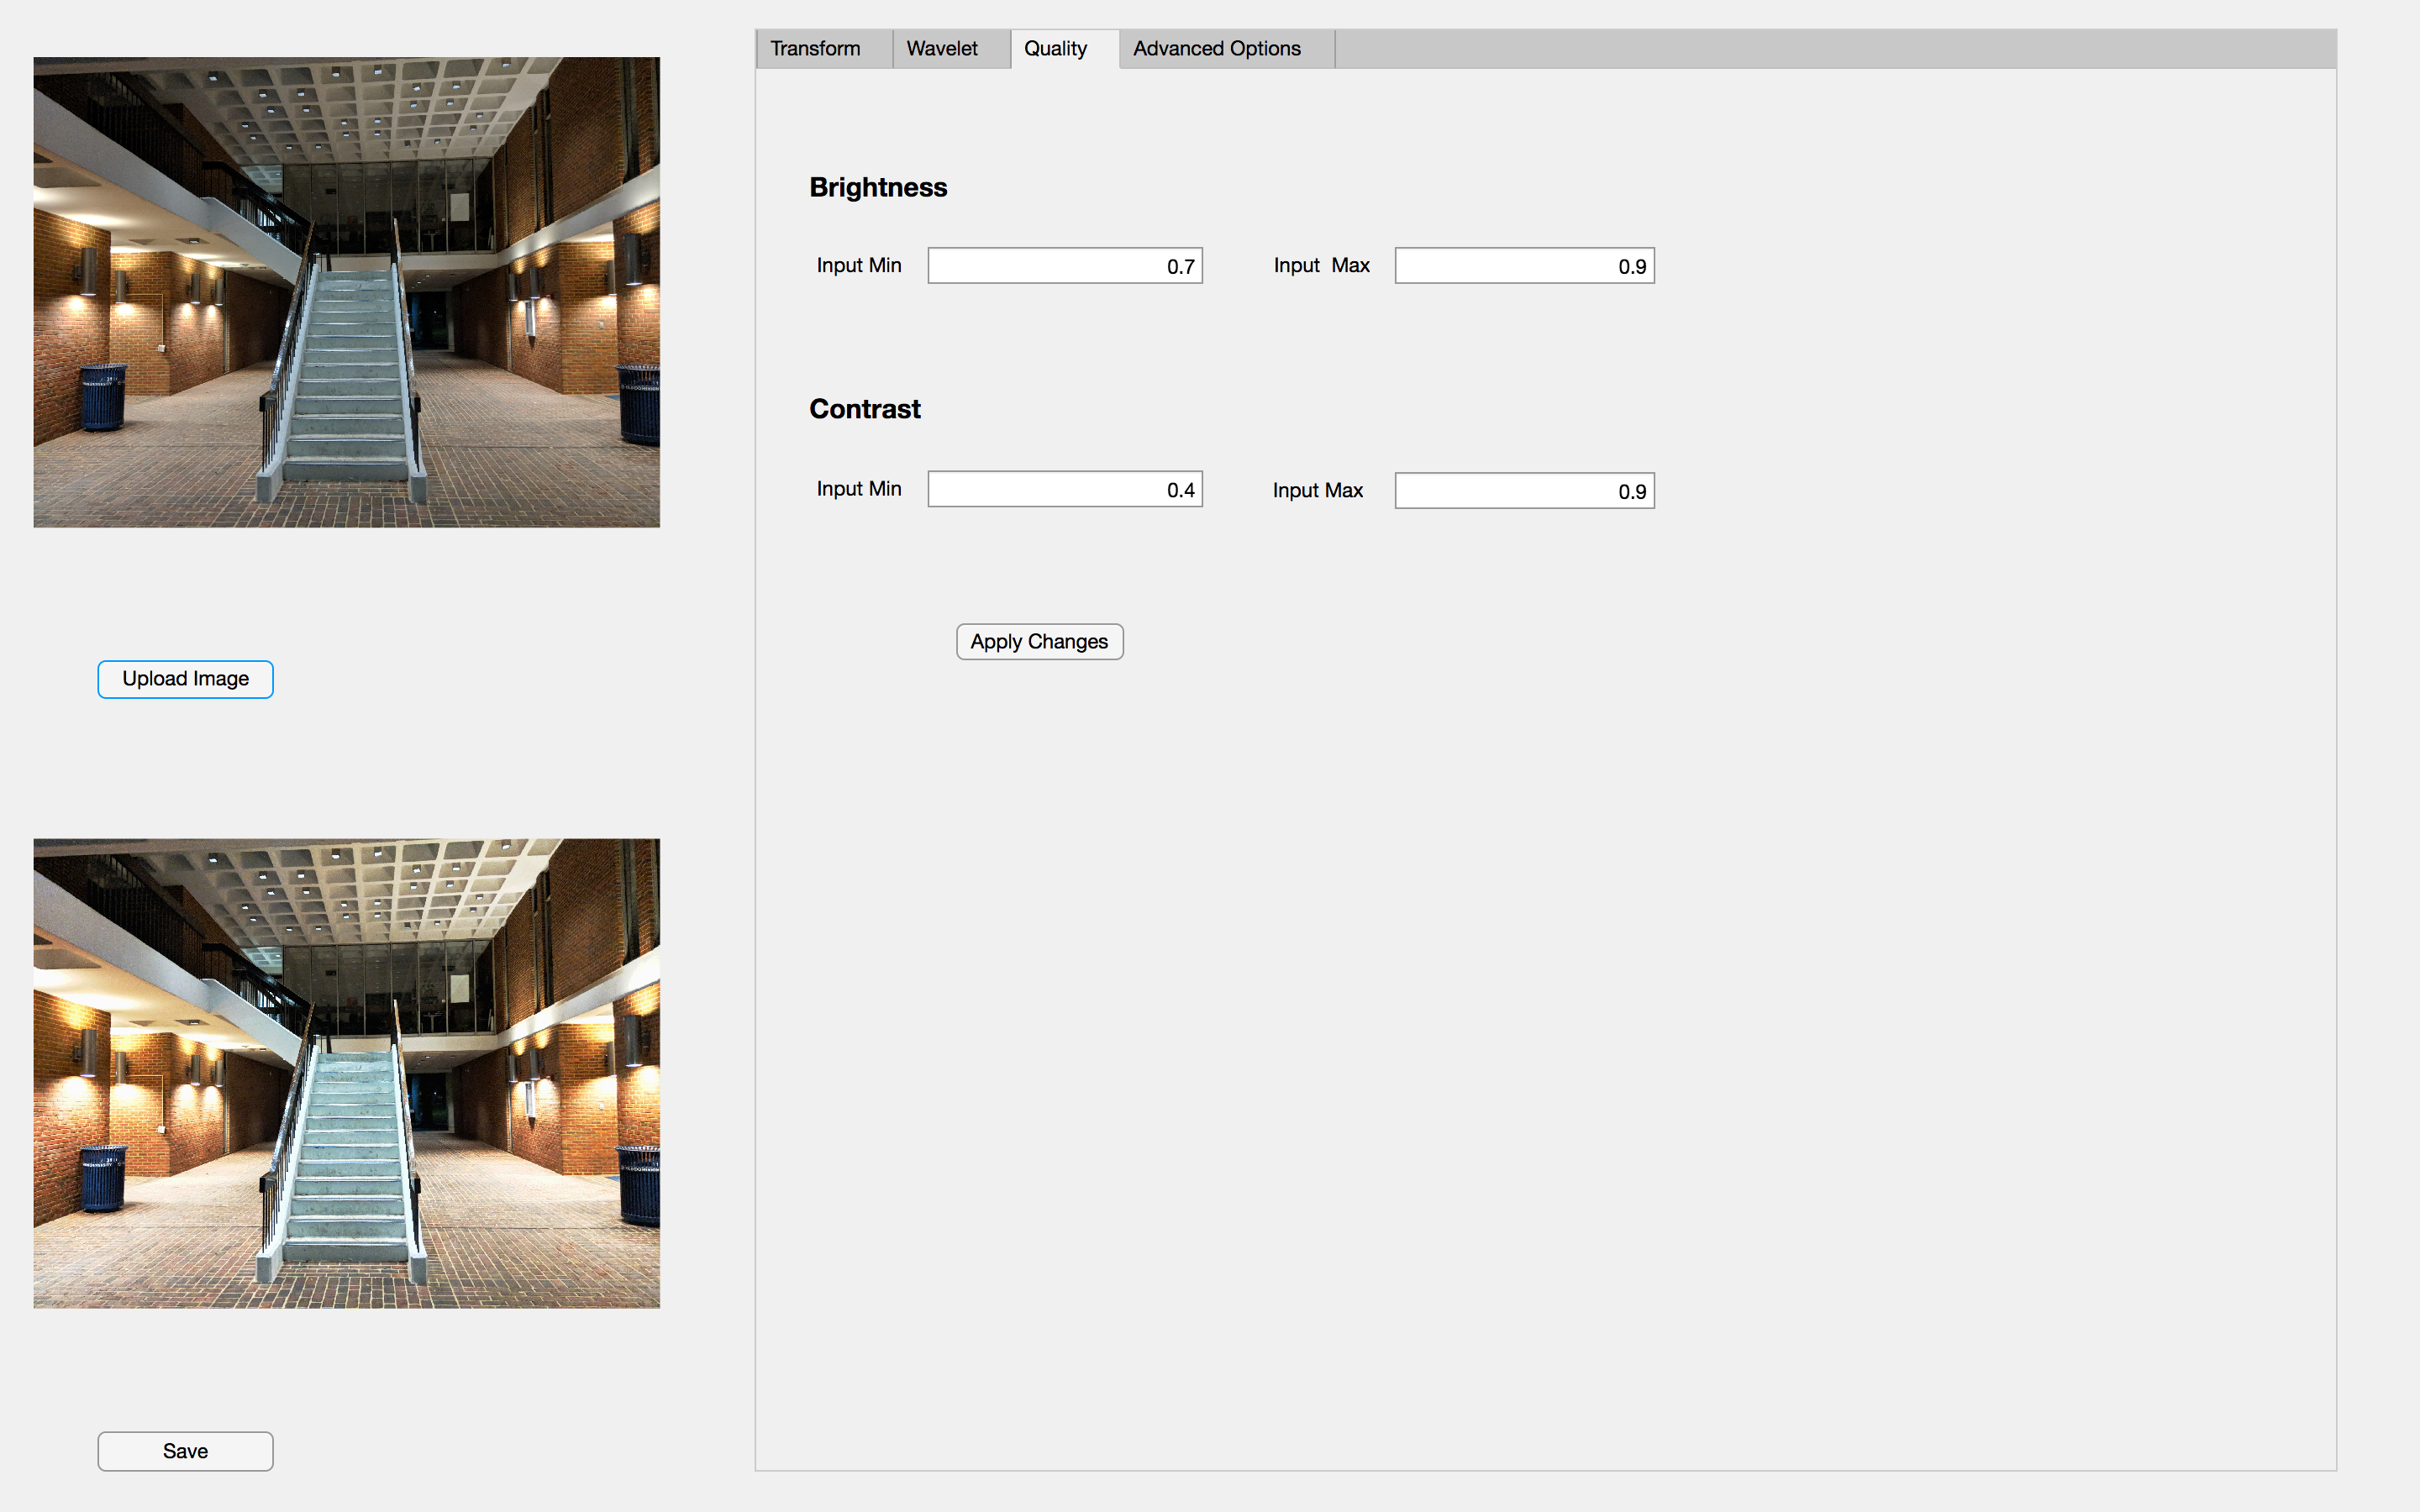 Transform Wavelet Quality Advanced Options
Brightness
Input Min 0.7 Input Max 0.9
Contrast
Input Min 0.4 Input Max 0.9
Apply Changes
Upload Image
Save